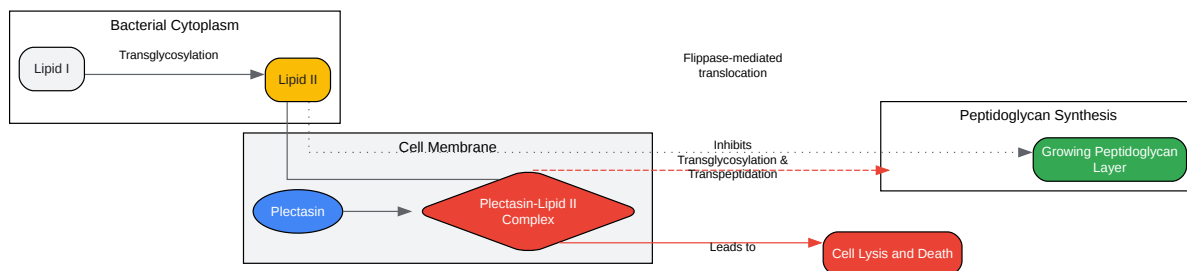 Bacterial Cytoplasm
Transglycosylation
Lipid I
Lipid II
Flippase-mediated
translocation
Peptidoglycan Synthesis
Growing Peptidoglycan
Layer
Cell Membrane
Inhibits
Transglycosylation &
Transpeptidation
Plectasin
Plectasin-Lipid II
Complex
Leads to
Cell Lysis and Death